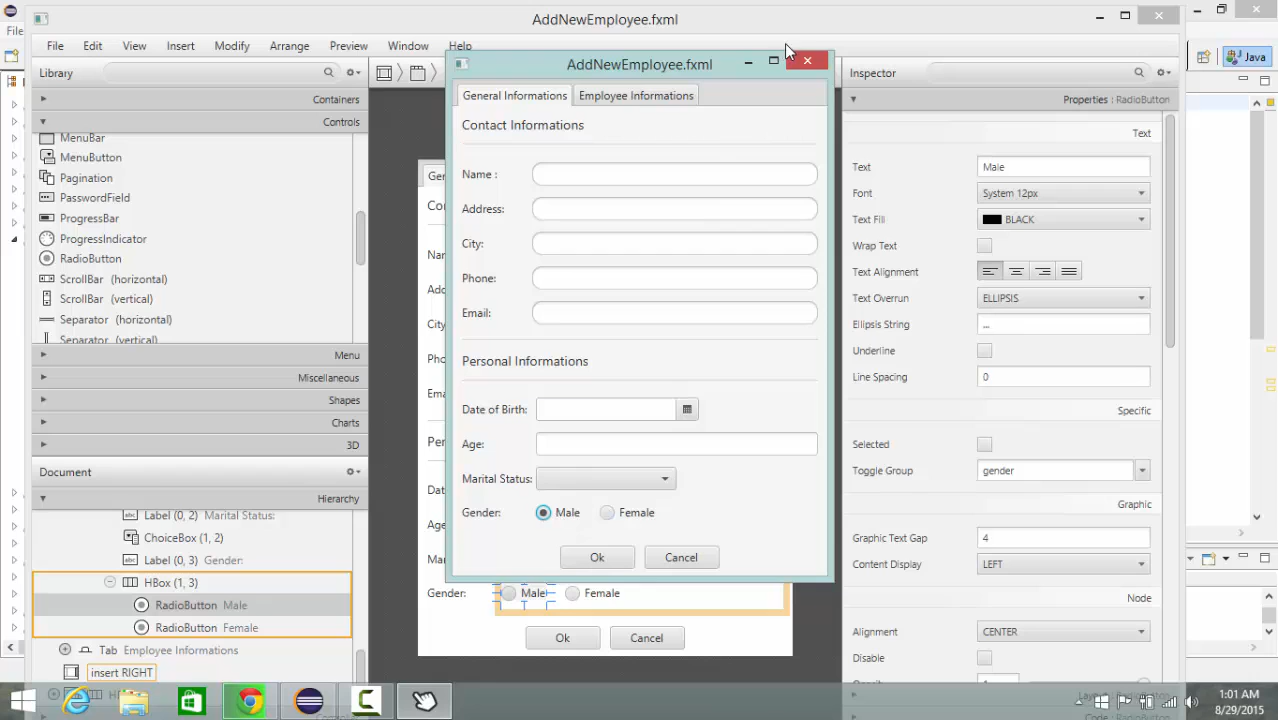 AddNewEmployee.fxml
File
File Edit View Insert Modify Arrange Preview Window Help
Java
Library
Containers
Controls
MenuBar
MenuButton
Pagination
PasswordField
ProgressBar
ProgressIndicator
RadioButton
ScrollBar (horizontal)
ScrollBar (vertical)
Separator (horizontal)
Separator (vertical)
Menu
Miscellaneous
Shapes
Charts
3D
Document
Hierarchy
Label (0, 2) Marital Status:
ChoiceBox (1, 2)
Label (0, 3) Gender:
HBox (1, 3)
RadioButton Male
RadioButton Female
Tab Employee Informations
insert RIGHT
AddNewEmployee.fxml
General Informations Employee Informations
Contact Informations
Name :
Address:
City:
Phone:
Email:
Personal Informations
Date of Birth:
Age:
Marital Status:
Gender: Male Female
Ok Cancel
Gender: Male Female
Ok Cancel
Inspector
Properties : RadioButton
Text
Text Male
Font System 12px
Text Fill BLACK
Wrap Text
Text Alignment
Text Overrun ELLIPSIS
Ellipsis String ...
Underline
Line Spacing 0
Specific
Selected
Toggle Group gender
Graphic
Graphic Text Gap 4
Content Display LEFT
Node
Alignment CENTER
Disable
1:01 AM
8/29/2015